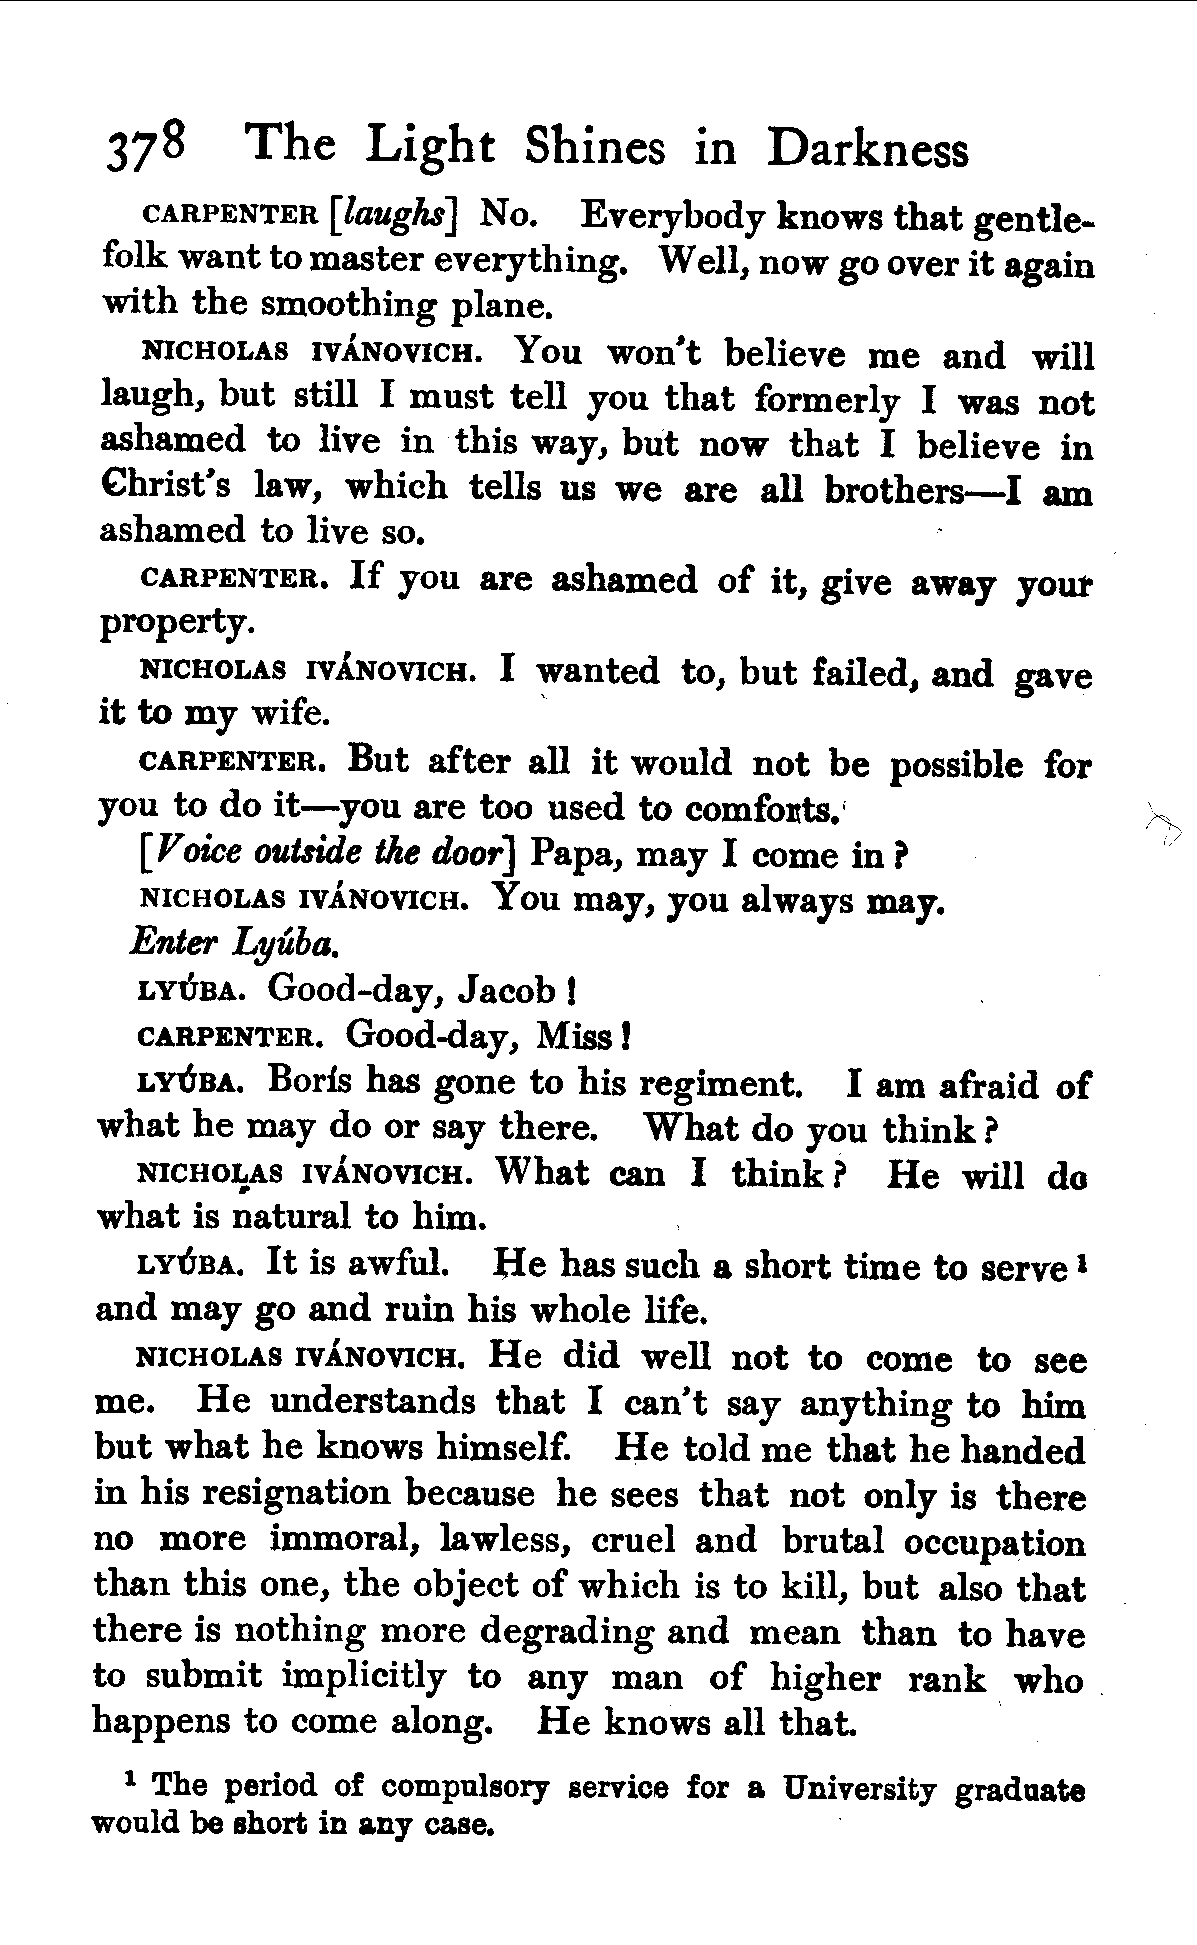 378 The Light Shines in Darkness
CARPENTER [laughs] No. Everybody knows that gentle-
folk want to master everything. Well, now go over it again
with the smoothing plane.
NICHOLAS IVÁNOVICH. You won't believe me and will
laugh, but still I must tell you that formerly I was not
ashamed to live in this way, but now that I believe in
Christ's law, which tells us we are all brothers—I am
ashamed to live so.
CARPENTER. If you are ashamed of it, give away your
property.
NICHOLAS IVÁNOVICH. I wanted to, but failed, and gave
it to my wife.
CARPENTER. But after all it would not be possible for
you to do it—you are too used to comforts.
[Voice outside the door] Papa, may I come in?
NICHOLAS IVÁNOVICH. You may, you always may.
Enter Lyúba.
LYÚBA. Good-day, Jacob!
CARPENTER. Good-day, Miss!
LYÚBA. Borís has gone to his regiment. I am afraid of
what he may do or say there. What do you think?
NICHOLAS IVÁNOVICH. What can I think? He will do
what is natural to him.
LYÚBA. It is awful. He has such a short time to serve¹
and may go and ruin his whole life.
NICHOLAS IVÁNOVICH. He did well not to come to see
me. He understands that I can't say anything to him
but what he knows himself. He told me that he handed
in his resignation because he sees that not only is there
no more immoral, lawless, cruel and brutal occupation
than this one, the object of which is to kill, but also that
there is nothing more degrading and mean than to have
to submit implicitly to any man of higher rank who
happens to come along. He knows all that.
¹ The period of compulsory service for a University graduate
would be short in any case.